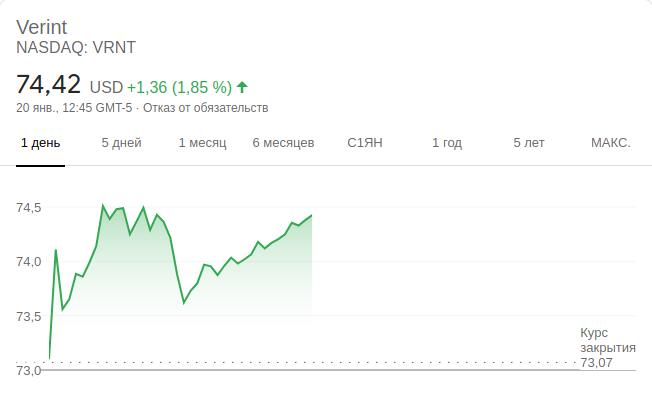 Verint
NASDAQ: VRNT
74,42 USD +1,36 (1,85 %)
20 янв., 12:45 GMT-5 · Отказ от обязательств
1 день 5 дней 1 месяц 6 месяцев С1ЯН 1 год 5 лет МАКС.
74,5
74,0
73,5
Курс
закрытия
73,07
73,0